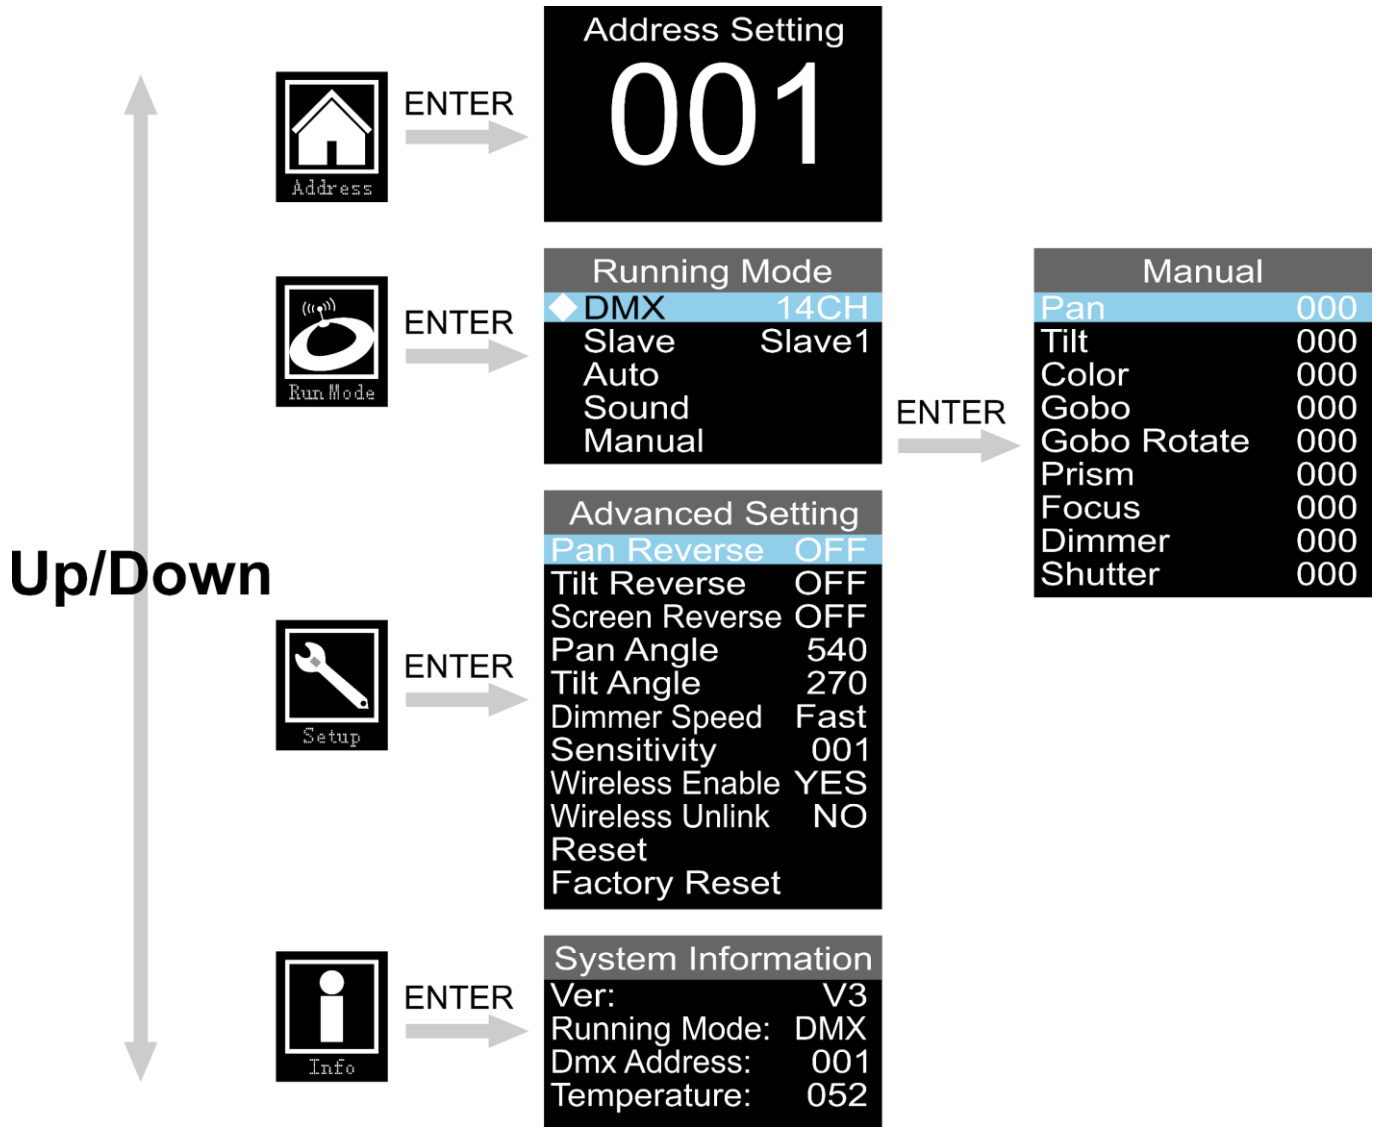 Up/Down
Address
ENTER
Address Setting
001
Run Mode
ENTER
Running Mode
DMX 14CH
Slave Slave1
Auto
Sound
Manual
ENTER
Manual
Pan 000
Tilt 000
Color 000
Gobo 000
Gobo Rotate 000
Prism 000
Focus 000
Dimmer 000
Shutter 000
Setup
ENTER
Advanced Setting
Pan Reverse OFF
Tilt Reverse OFF
Screen Reverse OFF
Pan Angle 540
Tilt Angle 270
Dimmer Speed Fast
Sensitivity 001
Wireless Enable YES
Wireless Unlink NO
Reset
Factory Reset
Info
ENTER
System Information
Ver: V3
Running Mode: DMX
Dmx Address: 001
Temperature: 052